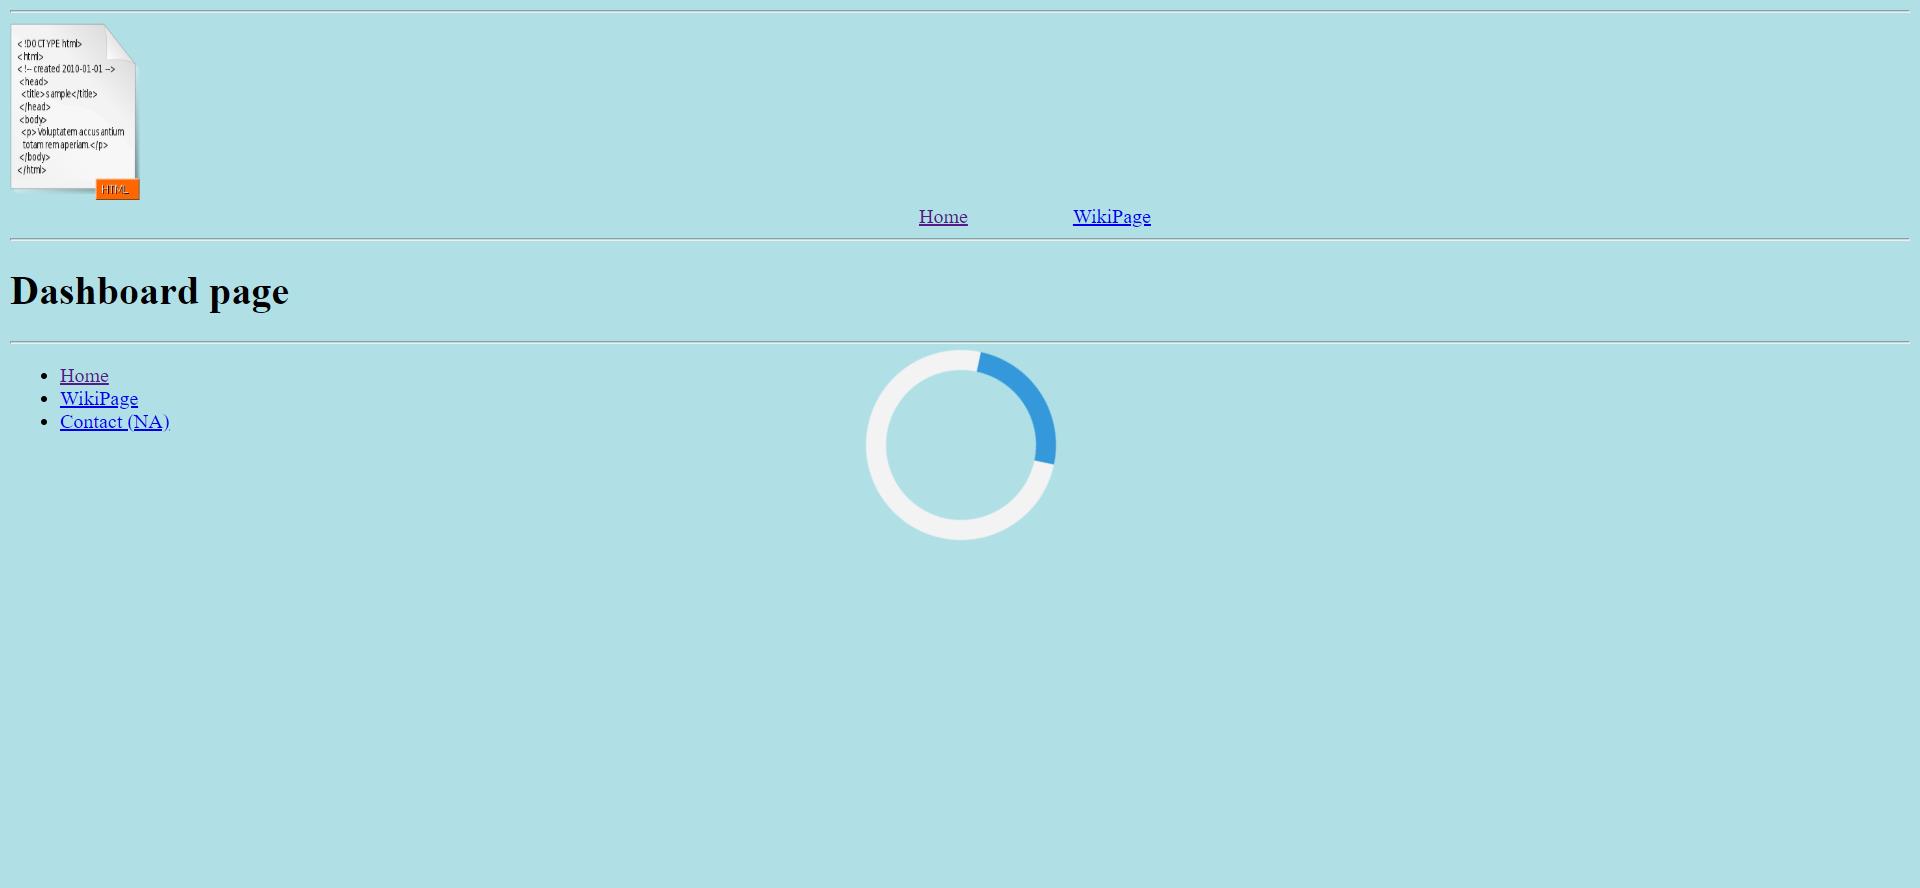 <!DOCTYPE html>
<html>
<!-- created 2010-01-01 -->
<head>
<title>sample</title>
</head>
<body>
<p>Voluptatem accusantium
totam rem aperiam.</p>
</body>
</html>
HTML
Home WikiPage
Dashboard page
Home
WikiPage
Contact (NA)